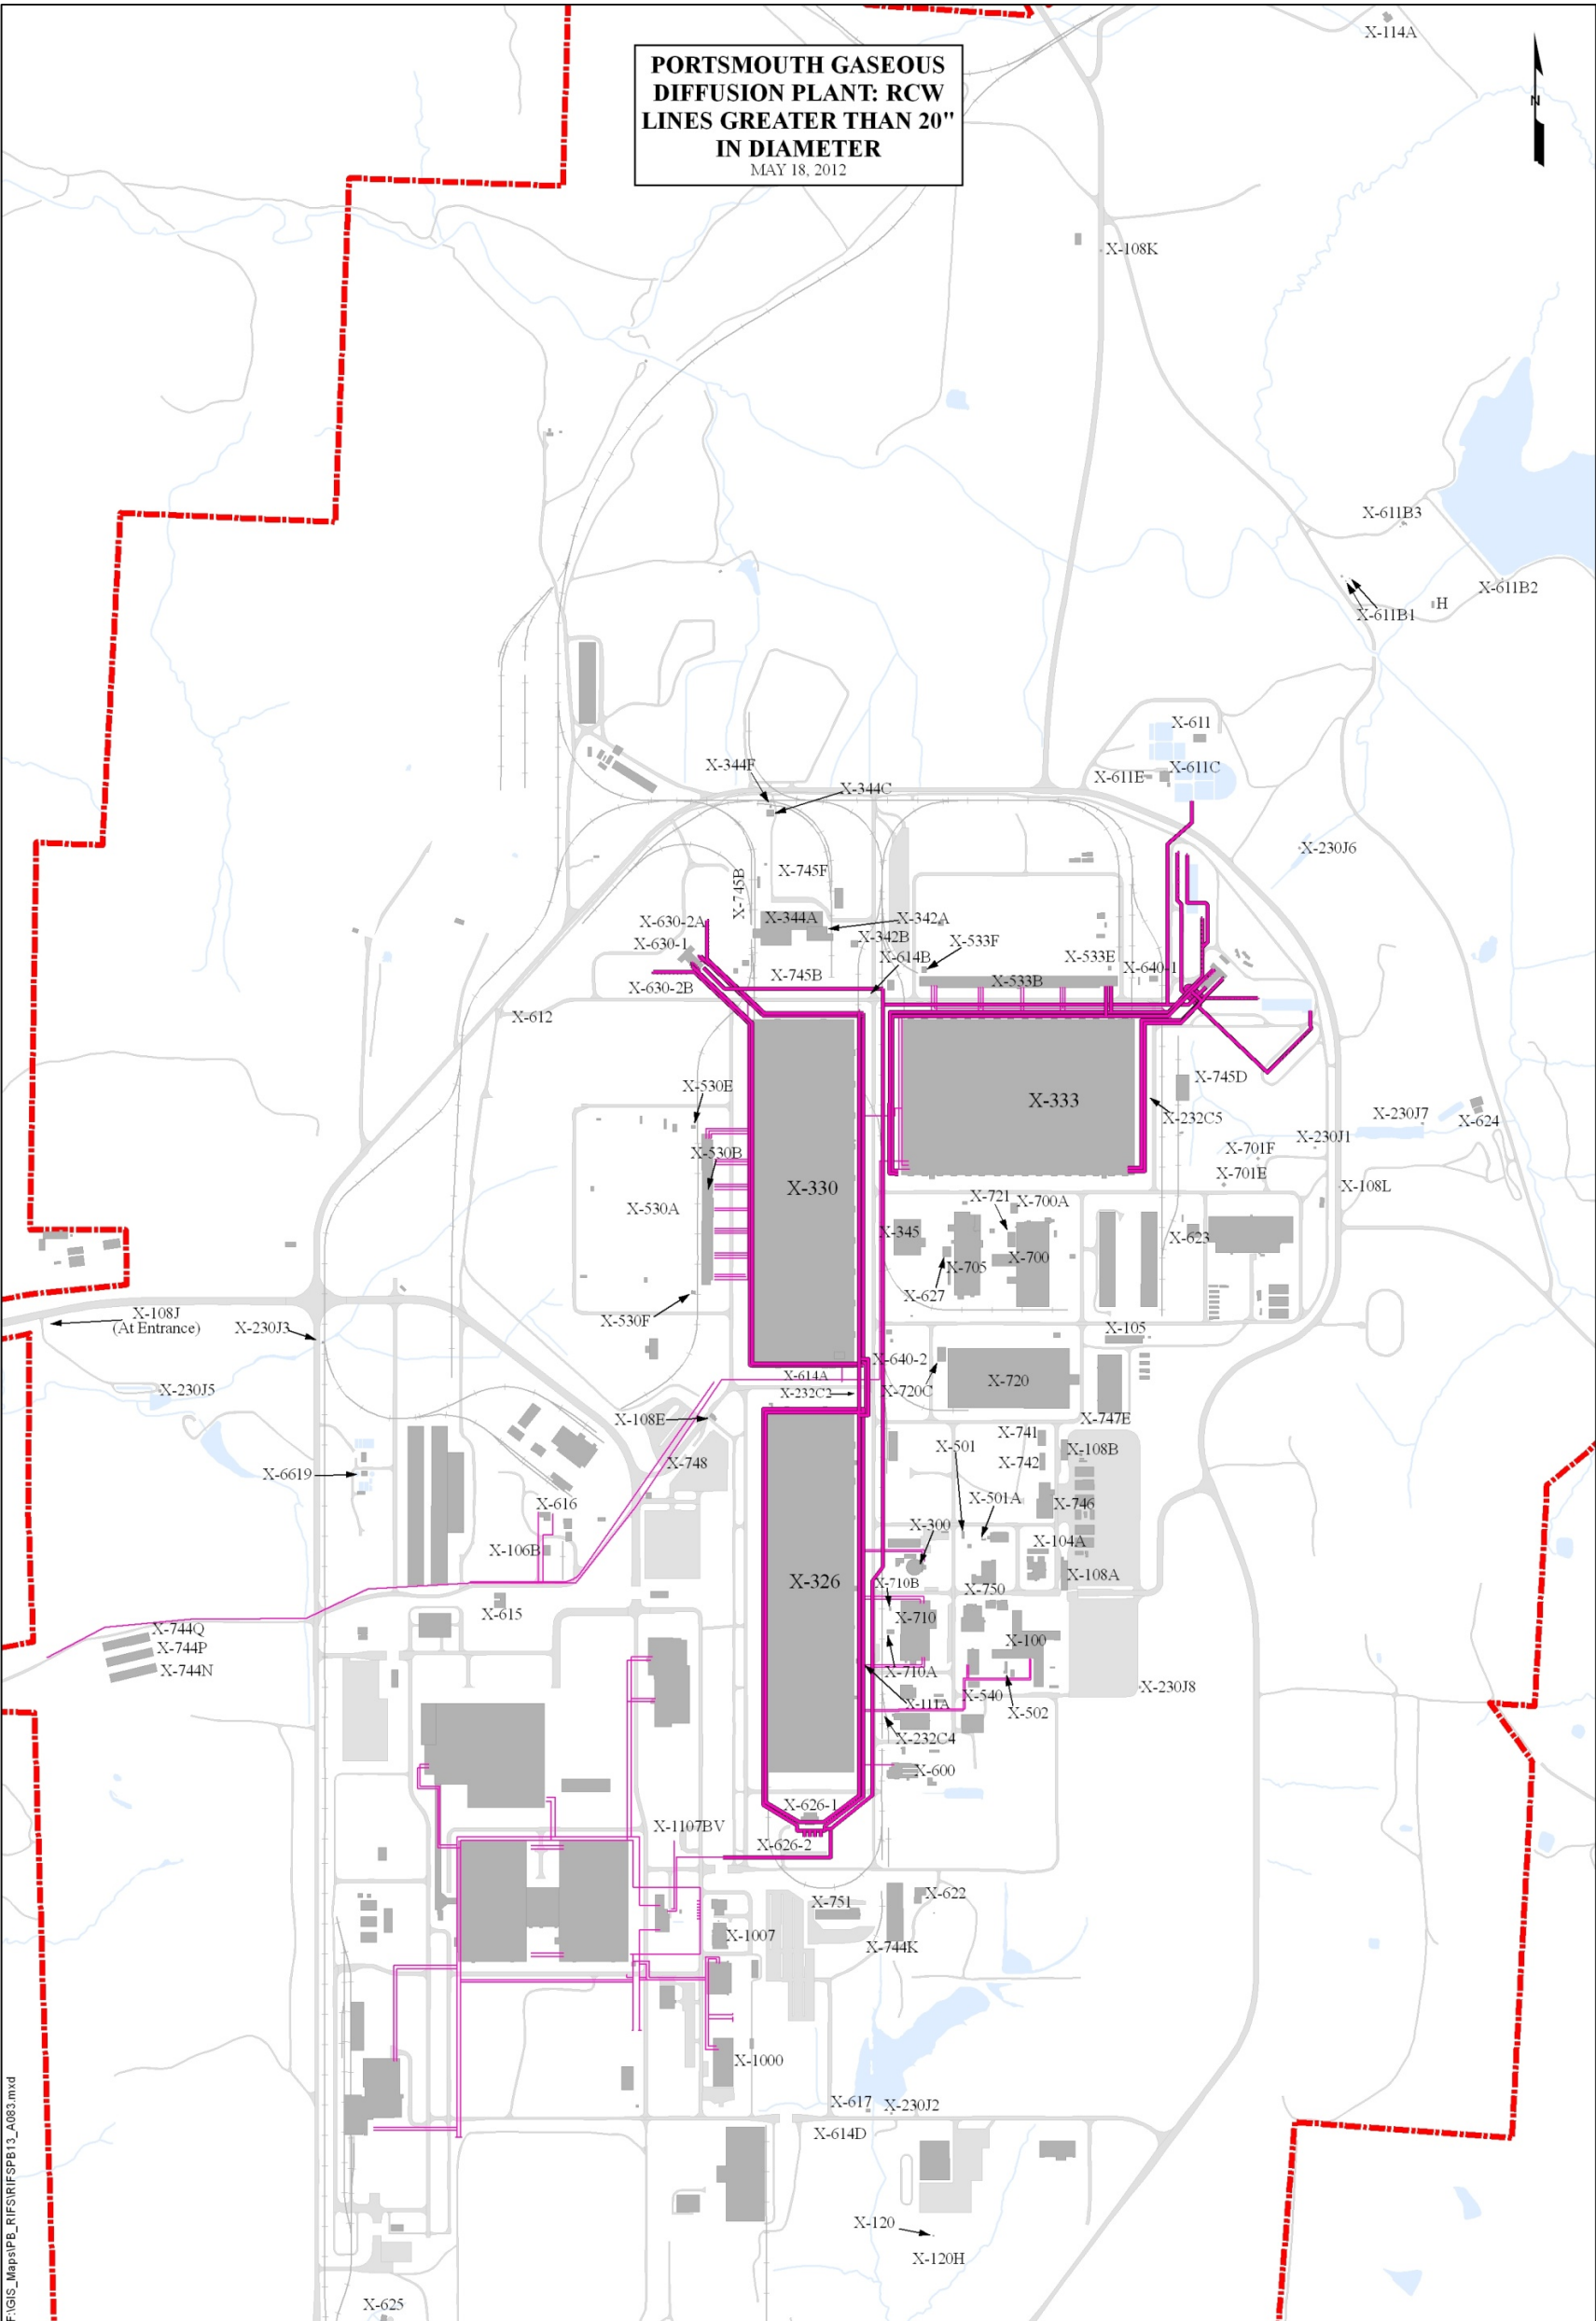 X-114A
PORTSMOUTH GASEOUS
DIFFUSION PLANT: RCW
LINES GREATER THAN 20"
IN DIAMETER
MAY 18, 2012
N
X-108K
X-611B3
X-611B2
H
X-611B1
X-611
X-344F
X-611E
X-611C
X-344C
X-230J6
X-745F
X-745B
X-344A
X-342A
X-630-2A
X-342B
X-533F
X-630-1
X-614B
X-533E
X-640-1
X-745B
X-533B
X-630-2B
X-612
X-745D
X-530E
X-333
X-232C5
X-230J7
X-624
X-230J1
X-701F
X-530B
X-701E
X-330
X-108L
X-721
X-700A
X-530A
X-345
X-623
X-700
X-705
X-627
X-108J
(At Entrance)
X-530F
X-230J3
X-105
X-640-2
X-614A
X-720
X-230J5
X-232C2
X-720C
X-108E
X-747E
X-741
X-501
X-108B
X-748
X-742
X-6619
X-501A
X-616
X-746
X-300
X-104A
X-106B
X-326
X-710B
X-108A
X-750
X-615
X-710
X-744Q
X-744P
X-100
X-744N
X-710A
X-230J8
X-111A
X-540
X-502
X-232C4
X-600
X-626-1
X-1107BV
X-626-2
X-622
X-751
X-1007
X-744K
X-1000
X-617
X-230J2
X-614D
X-120
X-120H
X-625
F:\GIS_Maps\PB_RIFS\RIFSPB13_A083.mxd